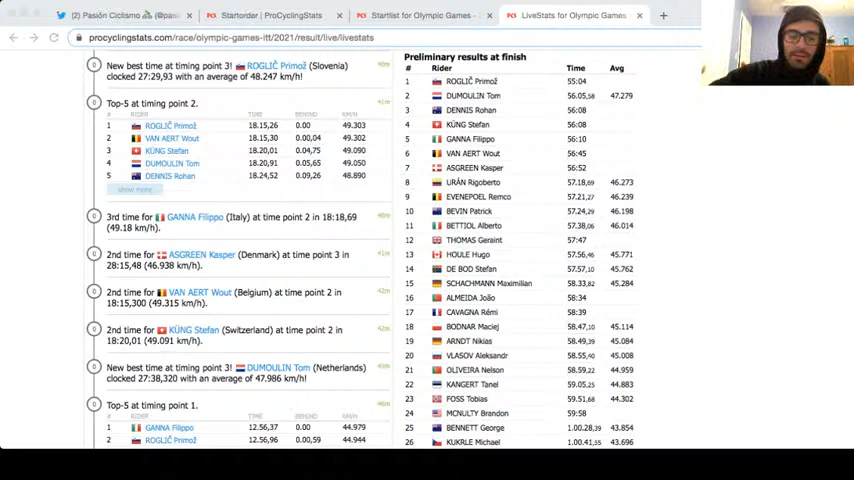 (2) Pasión Ciclismo (@pas
Startorder | ProCyclingStats
Startlist for Olympic Games -
LiveStats for Olympic Games
procyclingstats.com/race/olympic-games-itt/2021/result/live/livestats
New best time at timing point 3! ROGLIČ Primož (Slovenia)
clocked 27:29,93 with an average of 48.247 km/h!
Top-5 at timing point 2.
41m
# RIDER TIME BEHIND KM/H
1 ROGLIČ Primož 18.15,26 0.00 49.303
2 VAN AERT Wout 18.15,30 0.00,04 49.302
3 KÜNG Stefan 18.20,01 0.04,75 49.090
4 DUMOULIN Tom 18.20,91 0.05,65 49.050
5 DENNIS Rohan 18.24,52 0.09,26 48.890
show more
3rd time for GANNA Filippo (Italy) at time point 2 in 18:18,69
(49.18 km/h).
2nd time for ASGREEN Kasper (Denmark) at time point 3 in
28:15,48 (46.938 km/h).
41m
2nd time for VAN AERT Wout (Belgium) at time point 2 in
18:15,300 (49.315 km/h).
42m
2nd time for KÜNG Stefan (Switzerland) at time point 2 in
18:20,01 (49.091 km/h).
42m
New best time at timing point 3! DUMOULIN Tom (Netherlands)
clocked 27:38,320 with an average of 47.986 km/h!
Top-5 at timing point 1.
# RIDER TIME BEHIND KM/H
1 GANNA Filippo 12.56,37 0.00 44.979
2 ROGLIČ Primož 12.56,96 0.00,59 44.944
Preliminary results at finish
# Rider Time Avg
1 ROGLIČ Primož 55:04
2 DUMOULIN Tom 56.05,58 47.279
3 DENNIS Rohan 56:08
4 KÜNG Stefan 56:08
5 GANNA Filippo 56:10
6 VAN AERT Wout 56:45
7 ASGREEN Kasper 56:52
8 URÁN Rigoberto 57.18,69 46.273
9 EVENEPOEL Remco 57.21,27 46.239
10 BEVIN Patrick 57.24,29 46.198
11 BETTIOL Alberto 57.38,06 46.014
12 THOMAS Geraint 57:47
13 HOULE Hugo 57.56,46 45.771
14 DE BOD Stefan 57.57,10 45.762
15 SCHACHMANN Maximilian 58.33,82 45.284
16 ALMEIDA João 58:34
17 CAVAGNA Rémi 58:39
18 BODNAR Maciej 58.47,10 45.114
19 ARNDT Nikias 58.49,39 45.084
20 VLASOV Aleksandr 58.55,40 45.008
21 OLIVEIRA Nelson 58.59,22 44.959
22 KANGERT Tanel 59.05,25 44.883
23 FOSS Tobias 59.51,68 44.302
24 MCNULTY Brandon 59:58
25 BENNETT George 1.00.28,39 43.854
26 KUKRLE Michael 1.00.41,55 43.696